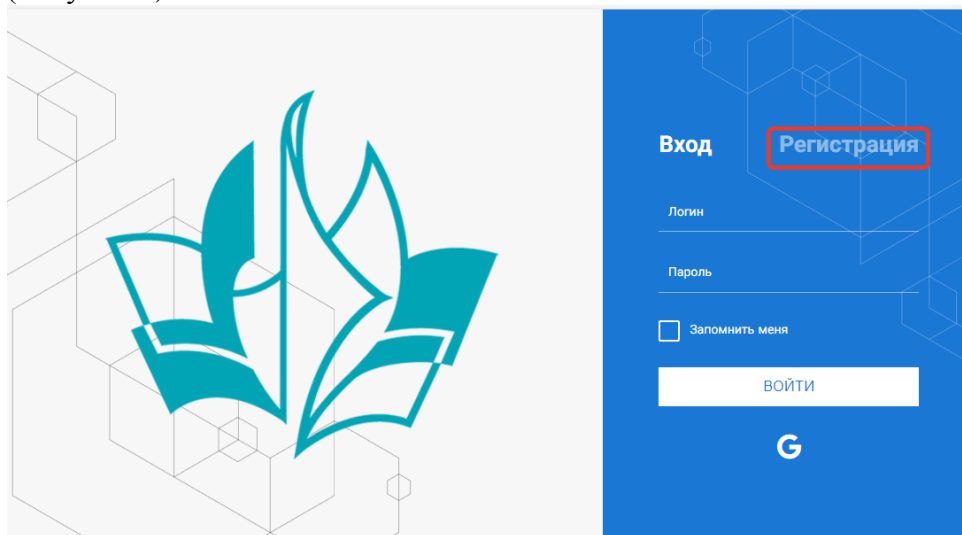 Вход Регистрация
Логин
Пароль
Запомнить меня
ВОЙТИ
G